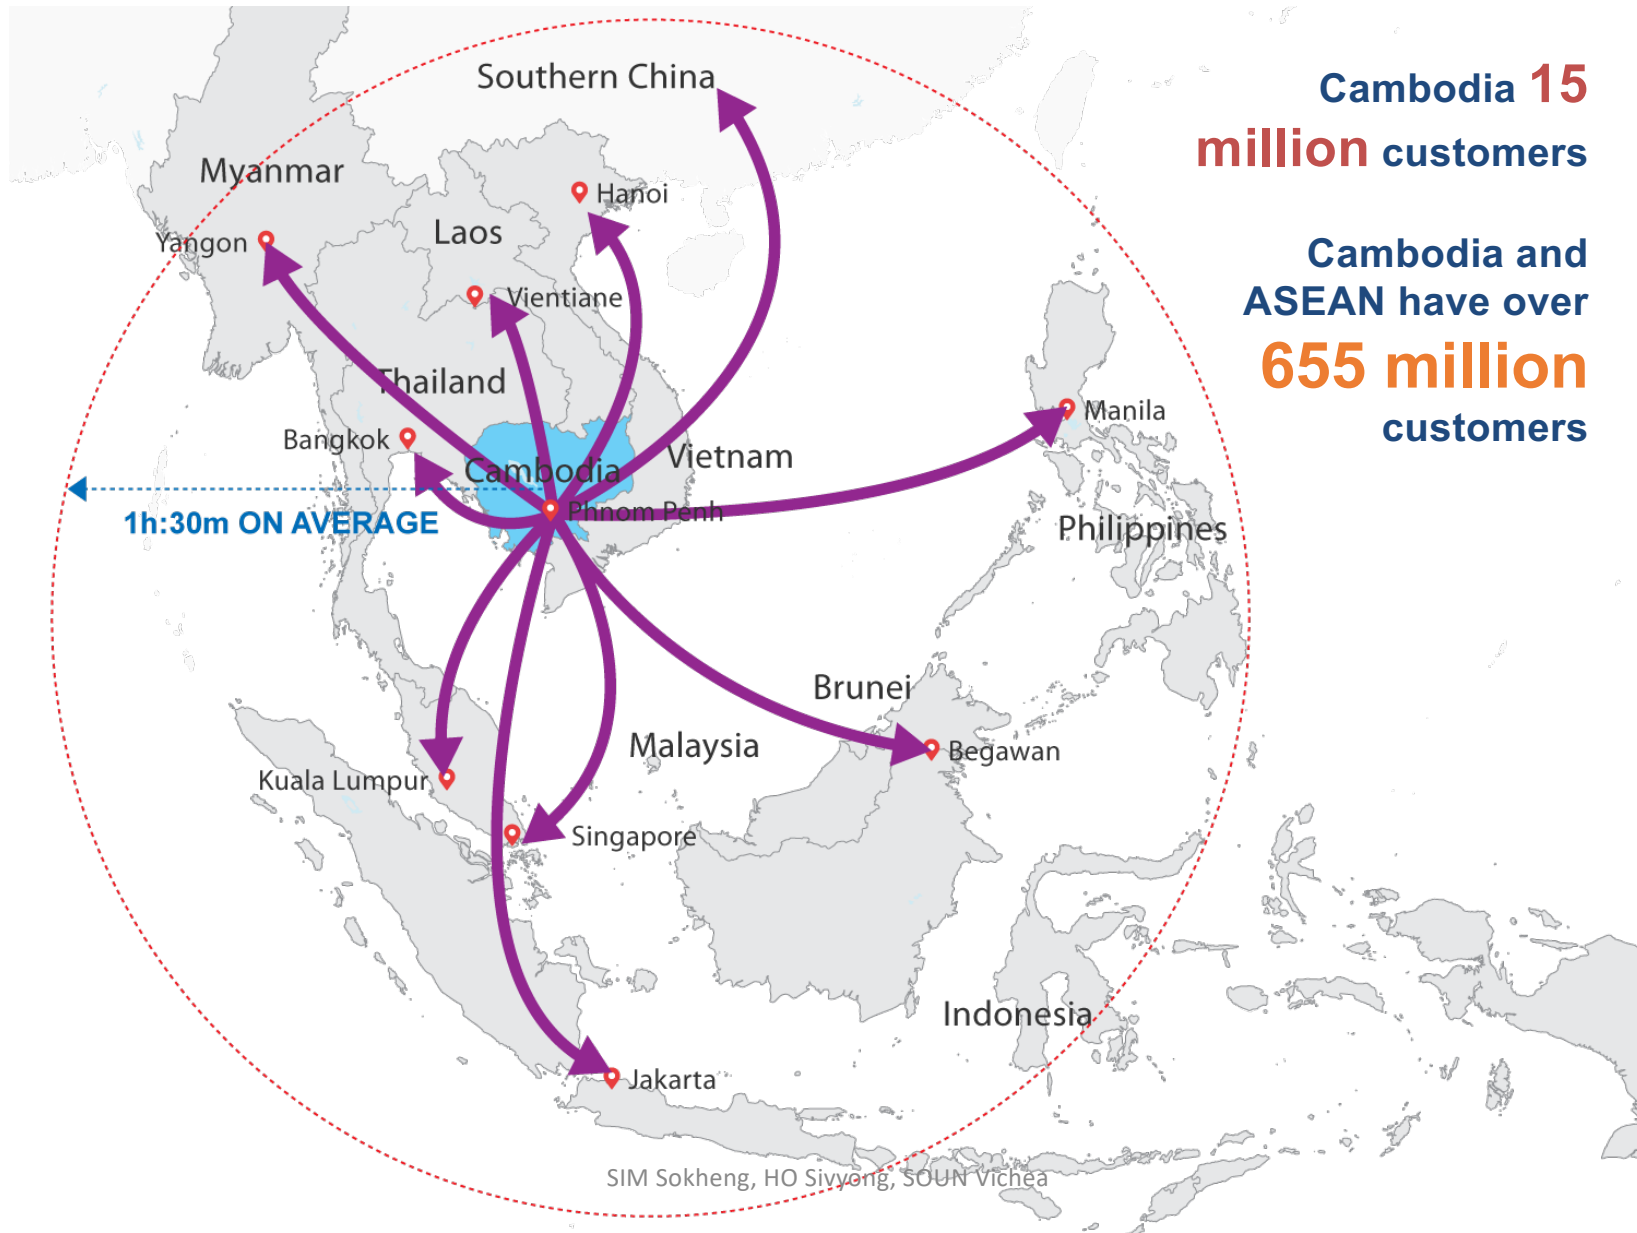 Southern China
Cambodia 15
million customers
Myanmar
Hanoi
Laos
Yangon
Cambodia and
ASEAN have over
655 million
customers
Vientiane
Thailand
Manila
Bangkok
Vietnam
Cambodia
Phnom Penh
1h:30m ON AVERAGE
Philippines
Brunei
Malaysia
Begawan
Kuala Lumpur
Singapore
Indonesia
Jakarta
SIM Sokheng, HO Sivyong, SOUN Vichea